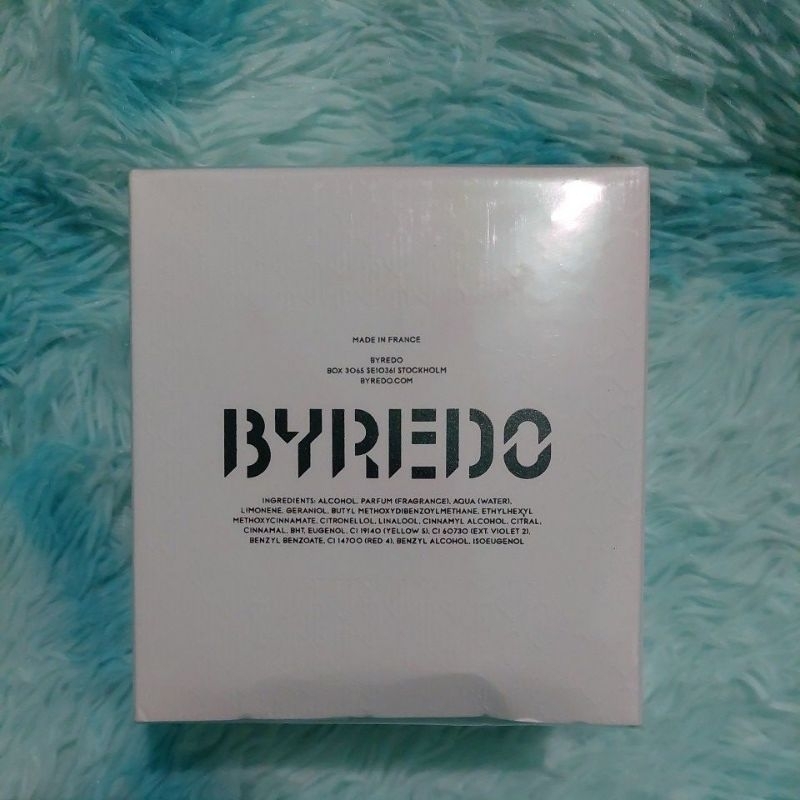 MADE IN FRANCE
BYREDO
BOX 3065 SE10361 STOCKHOLM
BYREDO.COM
BYREDO
INGREDIENTS: ALCOHOL, PARFUM (FRAGRANCE), AQUA (WATER),
LIMONENE, GERANIOL, BUTYL METHOXYDIBENZOYLMETHANE, ETHYLHEXYL
METHOXYCINNAMATE, CITRONELLOL, LINALOOL, CINNAMYL ALCOHOL, CITRAL,
CINNAMAL, BHT, EUGENOL, CI 19140 (YELLOW 5), CI 60730 (EXT. VIOLET 2),
BENZYL BENZOATE, CI 14700 (RED 4), BENZYL ALCOHOL, ISOEUGENOL